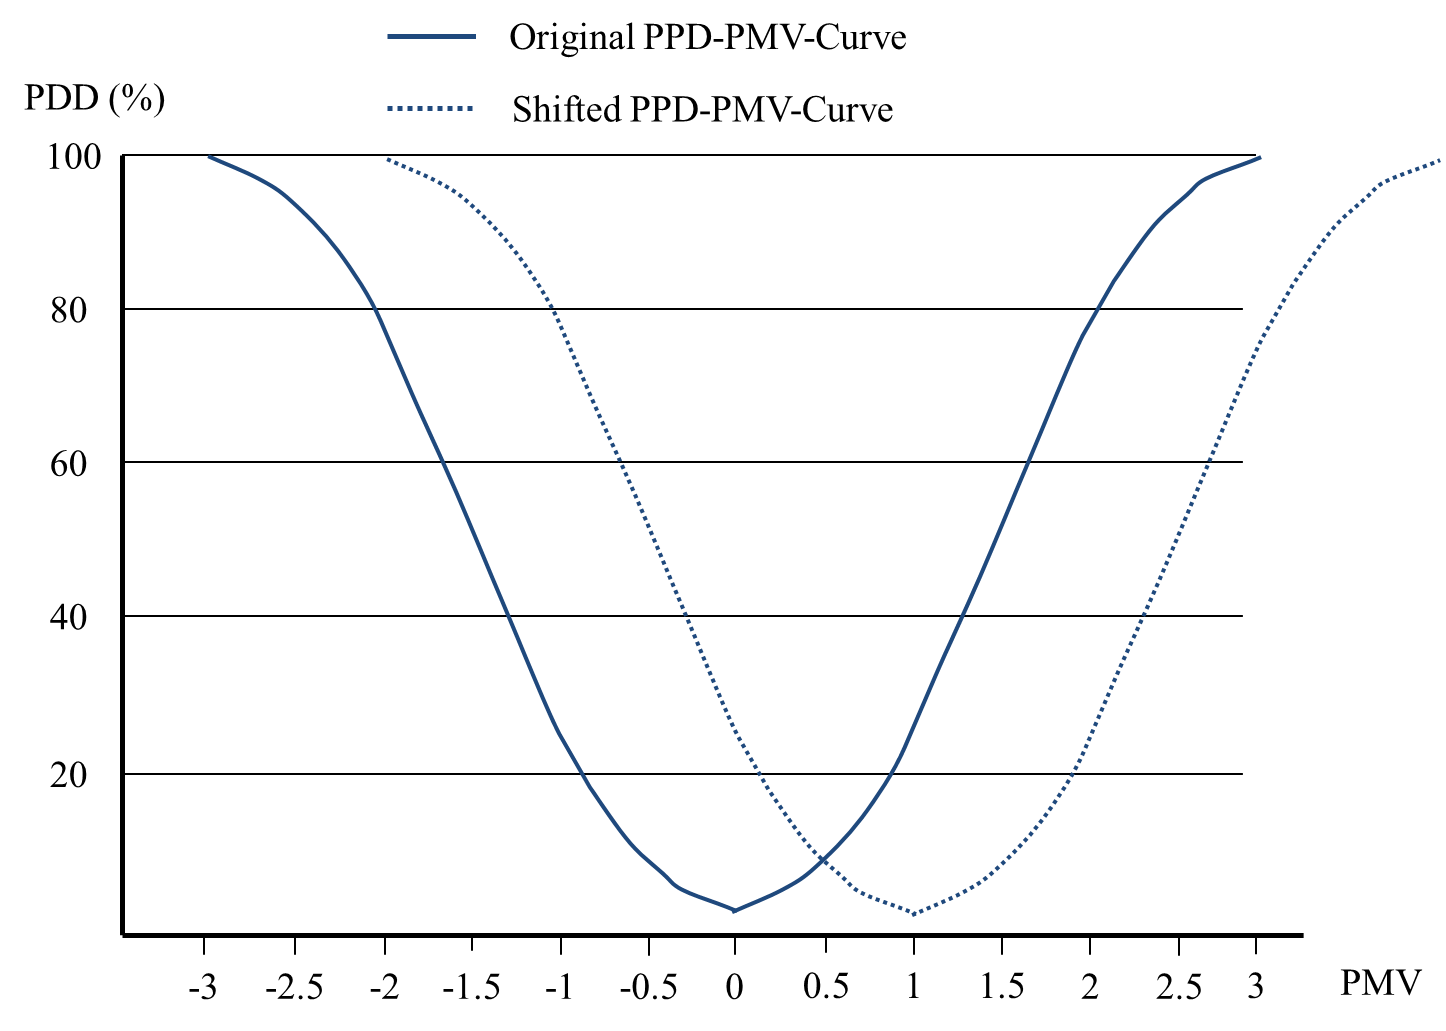 Original PPD-PMV-Curve
PDD (%)
Shifted PPD-PMV-Curve
100
80
60
40
20
-3 -2.5 -2 -1.5 -1 -0.5 0 0.5 1 1.5 2 2.5 3 PMV